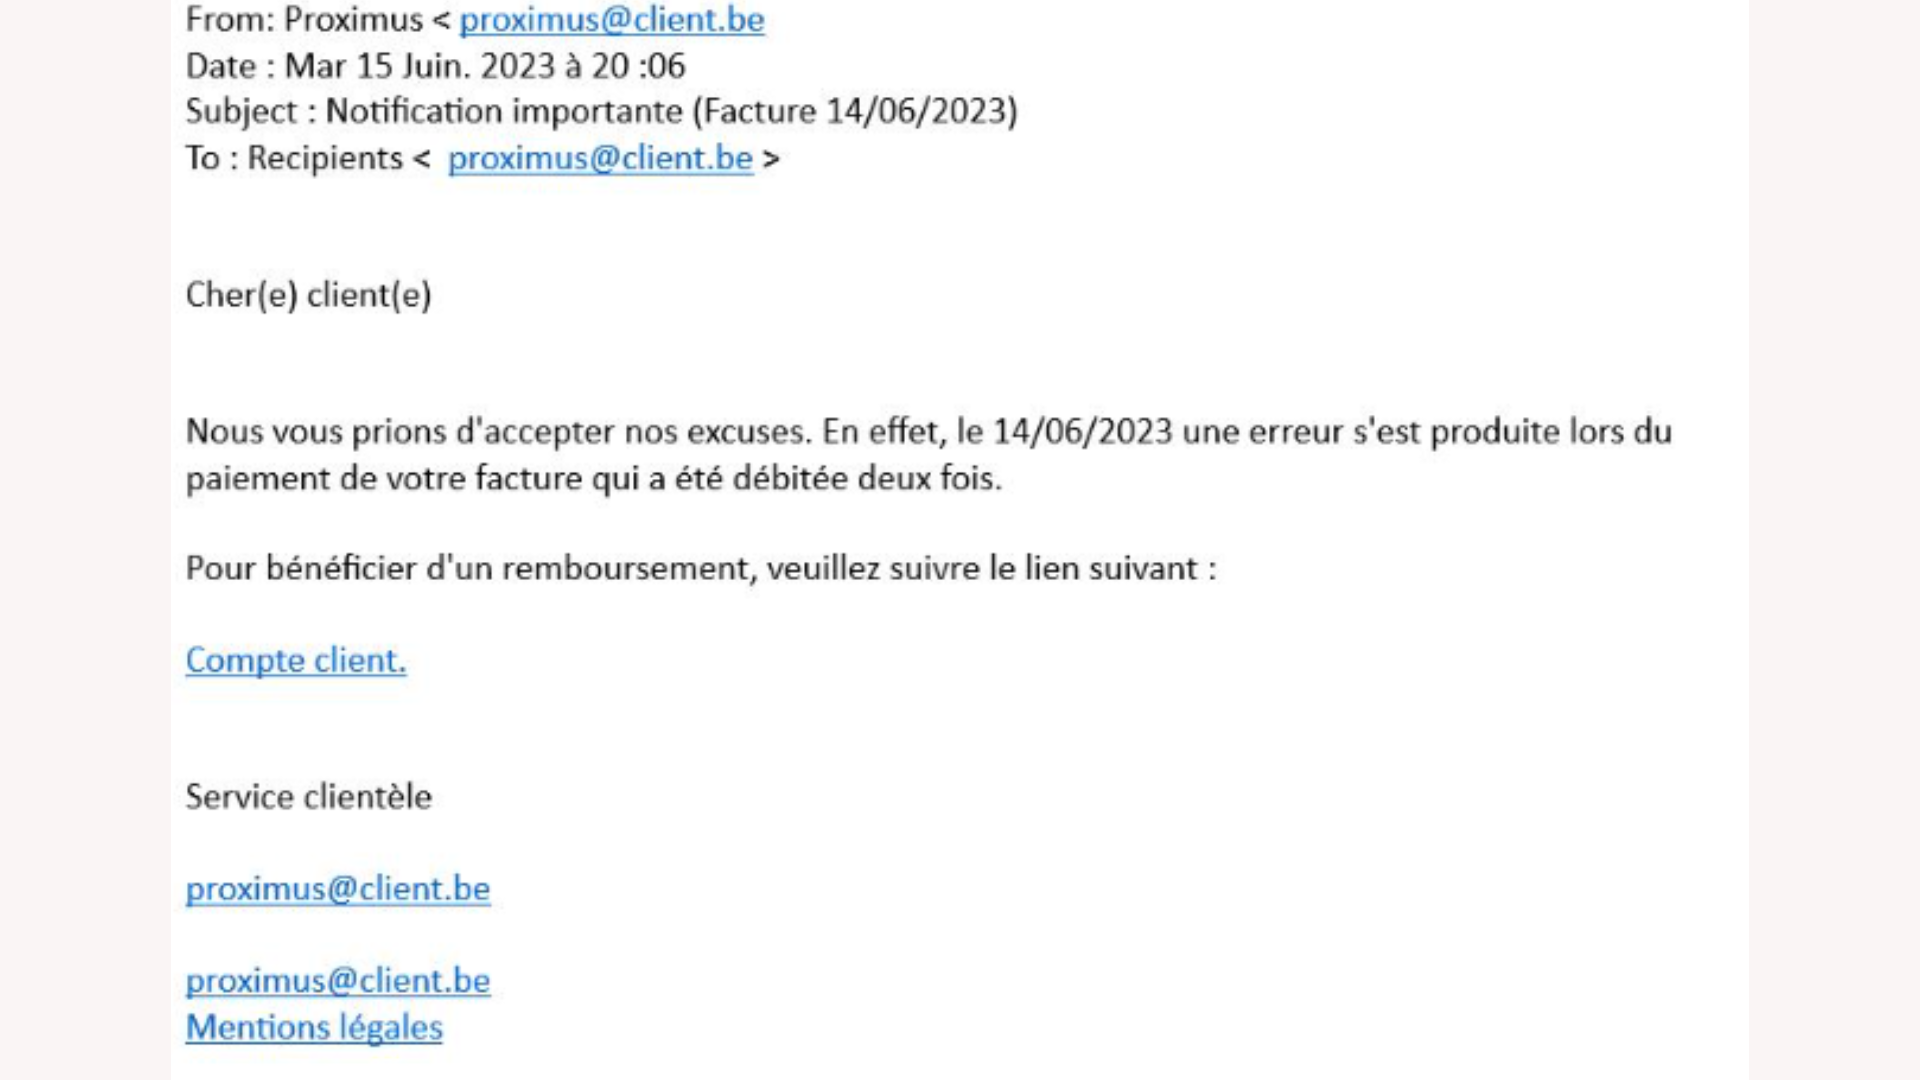 From: Proximus < proximus@client.be
Date : Mar 15 Juin. 2023 à 20 :06
Subject : Notification importante (Facture 14/06/2023)
To : Recipients < proximus@client.be >
Cher(e) client(e)
Nous vous prions d'accepter nos excuses. En effet, le 14/06/2023 une erreur s'est produite lors du
paiement de votre facture qui a été débitée deux fois.
Pour bénéficier d'un remboursement, veuillez suivre le lien suivant :
Compte client.
Service clientèle
proximus@client.be
proximus@client.be
Mentions légales